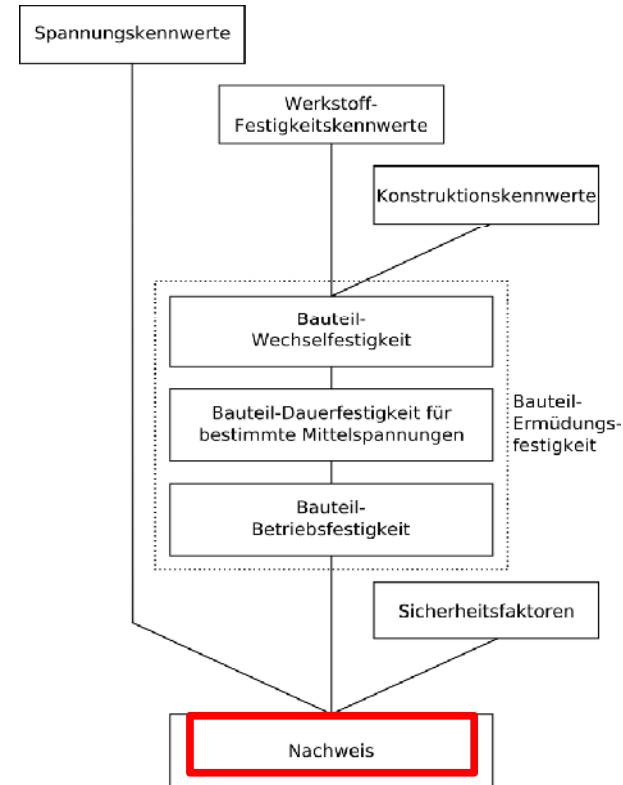 Spannungskennwerte
Werkstoff-
Festigkeitskennwerte
Konstruktionskennwerte
Bauteil-
Wechselfestigkeit
Bauteil-Dauerfestigkeit für
bestimmte Mittelspannungen
Bauteil-
Ermüdungs-
festigkeit
Bauteil-
Betriebsfestigkeit
Sicherheitsfaktoren
Nachweis